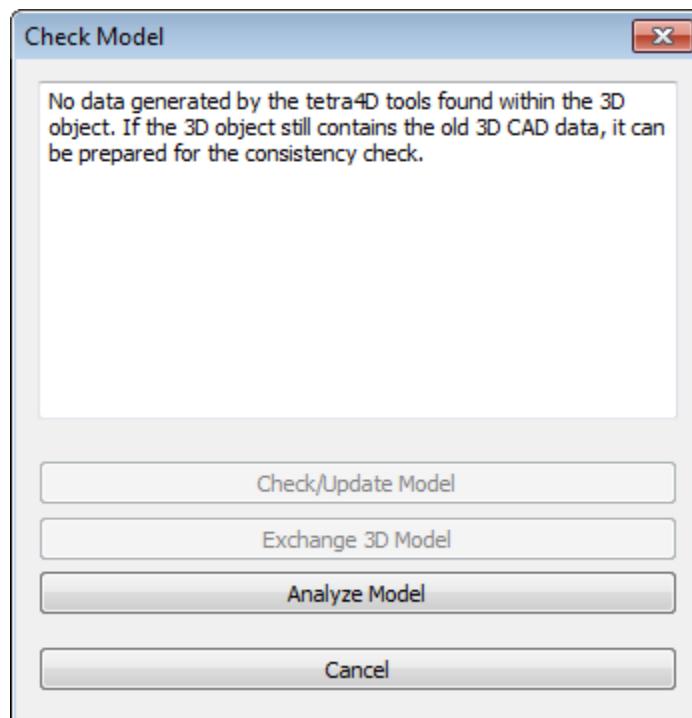 Check Model
No data generated by the tetra4D tools found within the 3D
object. If the 3D object still contains the old 3D CAD data, it can
be prepared for the consistency check.
Check/Update Model
Exchange 3D Model
Analyze Model
Cancel